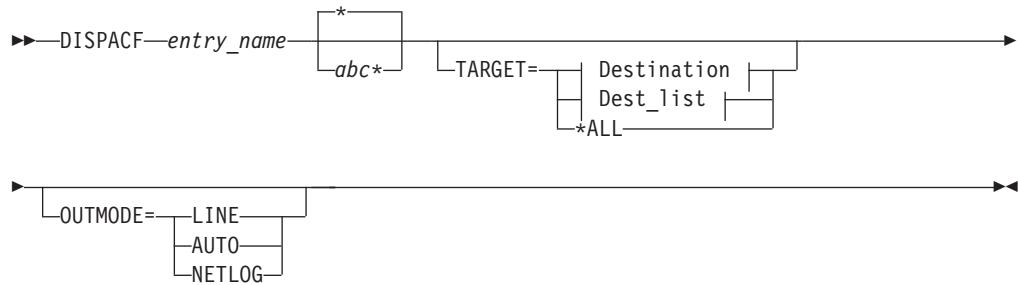 *
DISPACF entry_name
abc*
TARGET= Destination
Dest_list
*ALL
OUTMODE= LINE
AUTO
NETLOG